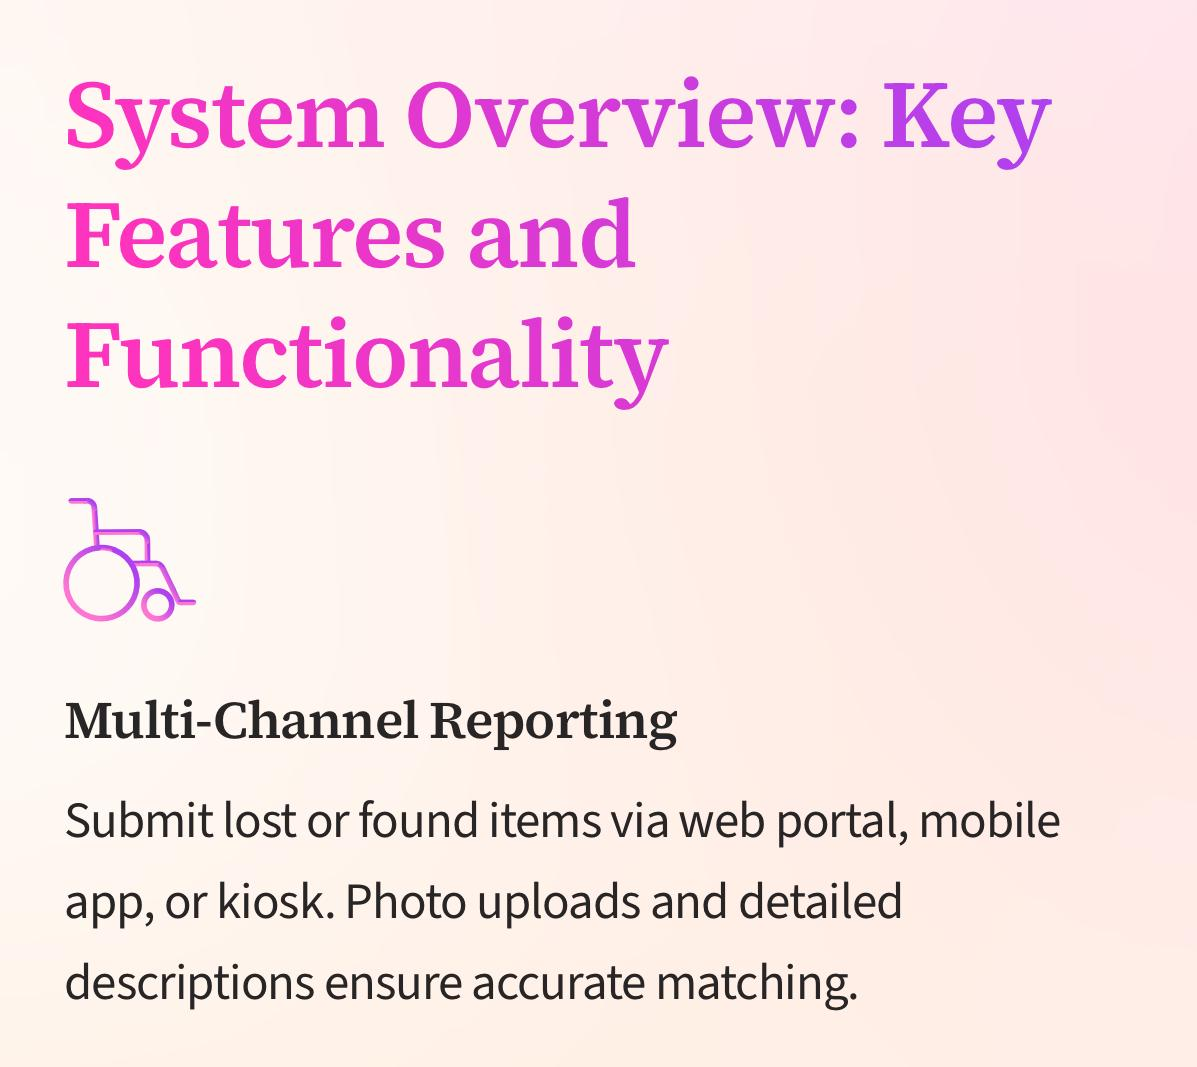 System Overview: Key
Features and
Functionality
Multi-Channel Reporting
Submit lost or found items via web portal, mobile
app, or kiosk. Photo uploads and detailed
descriptions ensure accurate matching.